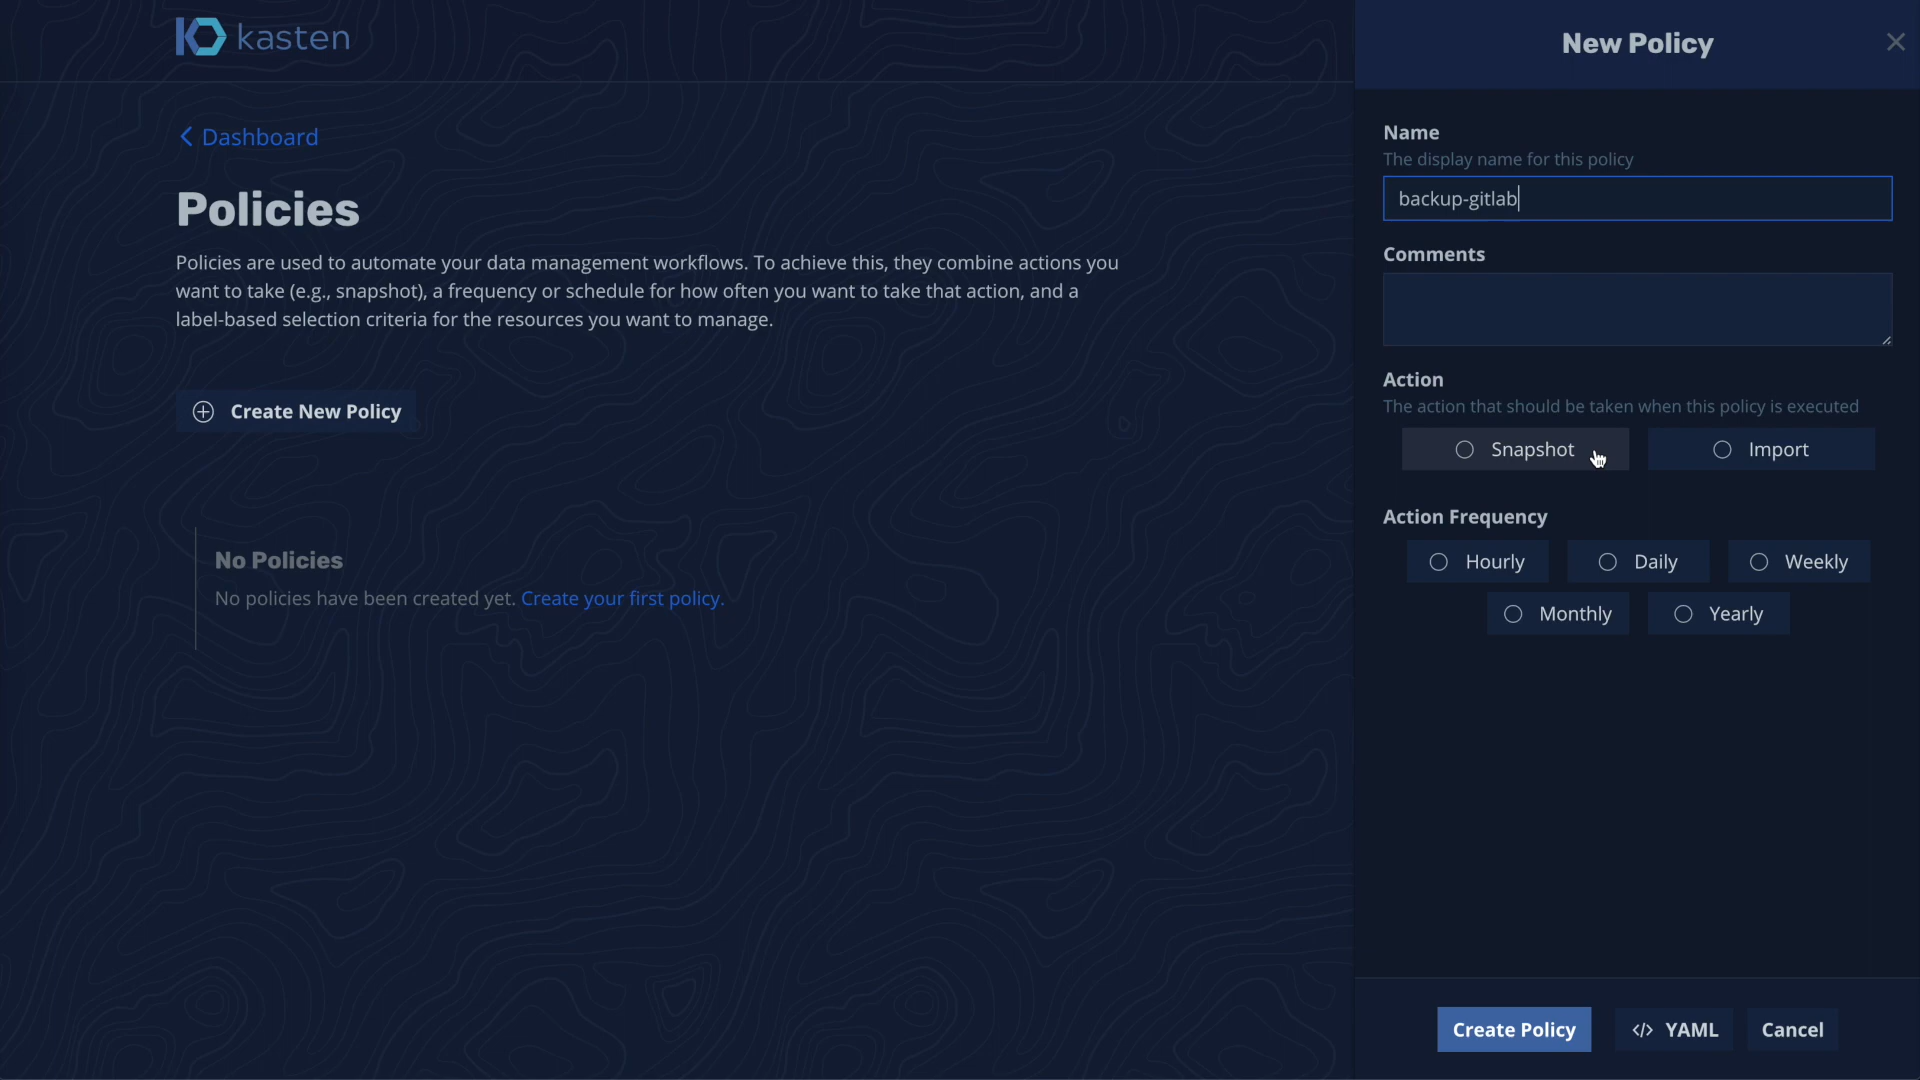 kasten
Dashboard
Policies
Policies are used to automate your data management workflows. To achieve this, they combine actions you
want to take (e.g., snapshot), a frequency or schedule for how often you want to take that action, and a
label-based selection criteria for the resources you want to manage.
Create New Policy
No Policies
No policies have been created yet. Create your first policy.
New Policy
Name
The display name for this policy
backup-gitlab
Comments
Action
The action that should be taken when this policy is executed
Snapshot Import
Action Frequency
Hourly Daily Weekly
Monthly Yearly
Create Policy </> YAML Cancel